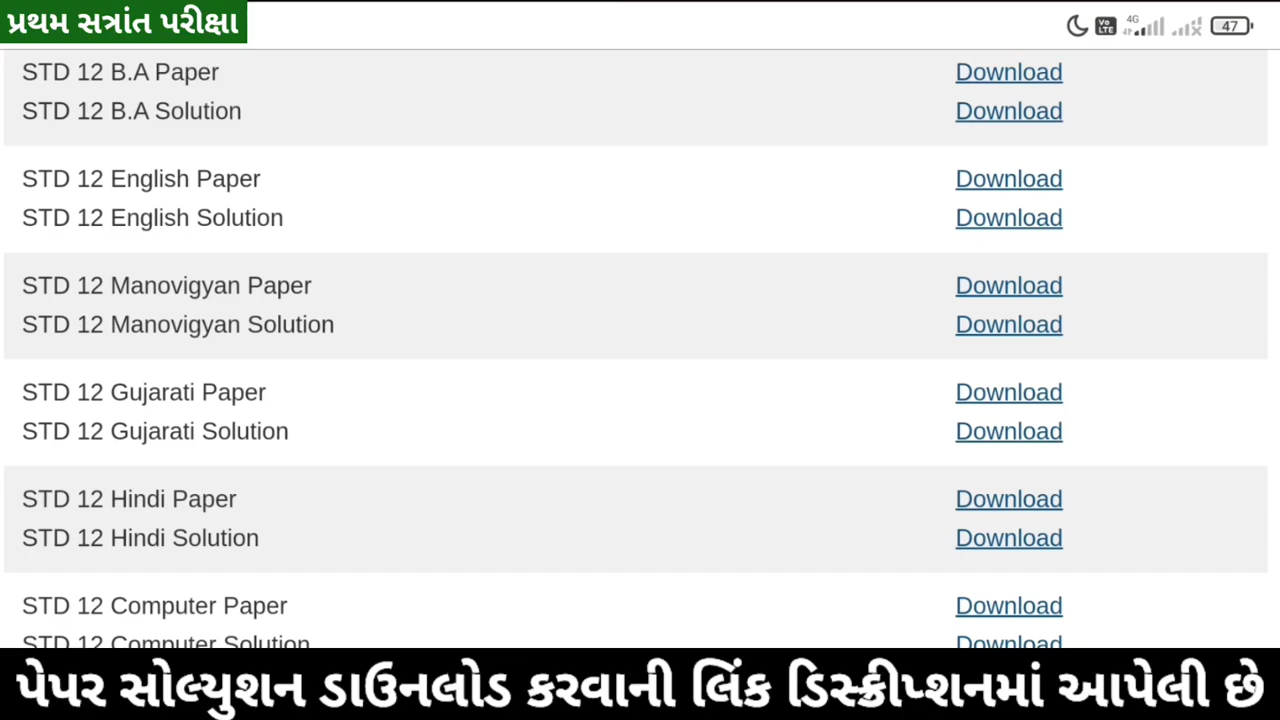 પ્રથમ સત્રાંત પરીક્ષા
Vo LTE 4G 47
STD 12 B.A Paper Download
STD 12 B.A Solution Download
STD 12 English Paper Download
STD 12 English Solution Download
STD 12 Manovigyan Paper Download
STD 12 Manovigyan Solution Download
STD 12 Gujarati Paper Download
STD 12 Gujarati Solution Download
STD 12 Hindi Paper Download
STD 12 Hindi Solution Download
STD 12 Computer Paper Download
STD 12 Computer Solution Download
પેપર સોલ્યુશન ડાઉનલોડ કરવાની લિંક ડિસ્ક્રીપ્શનમાં આપેલી છે